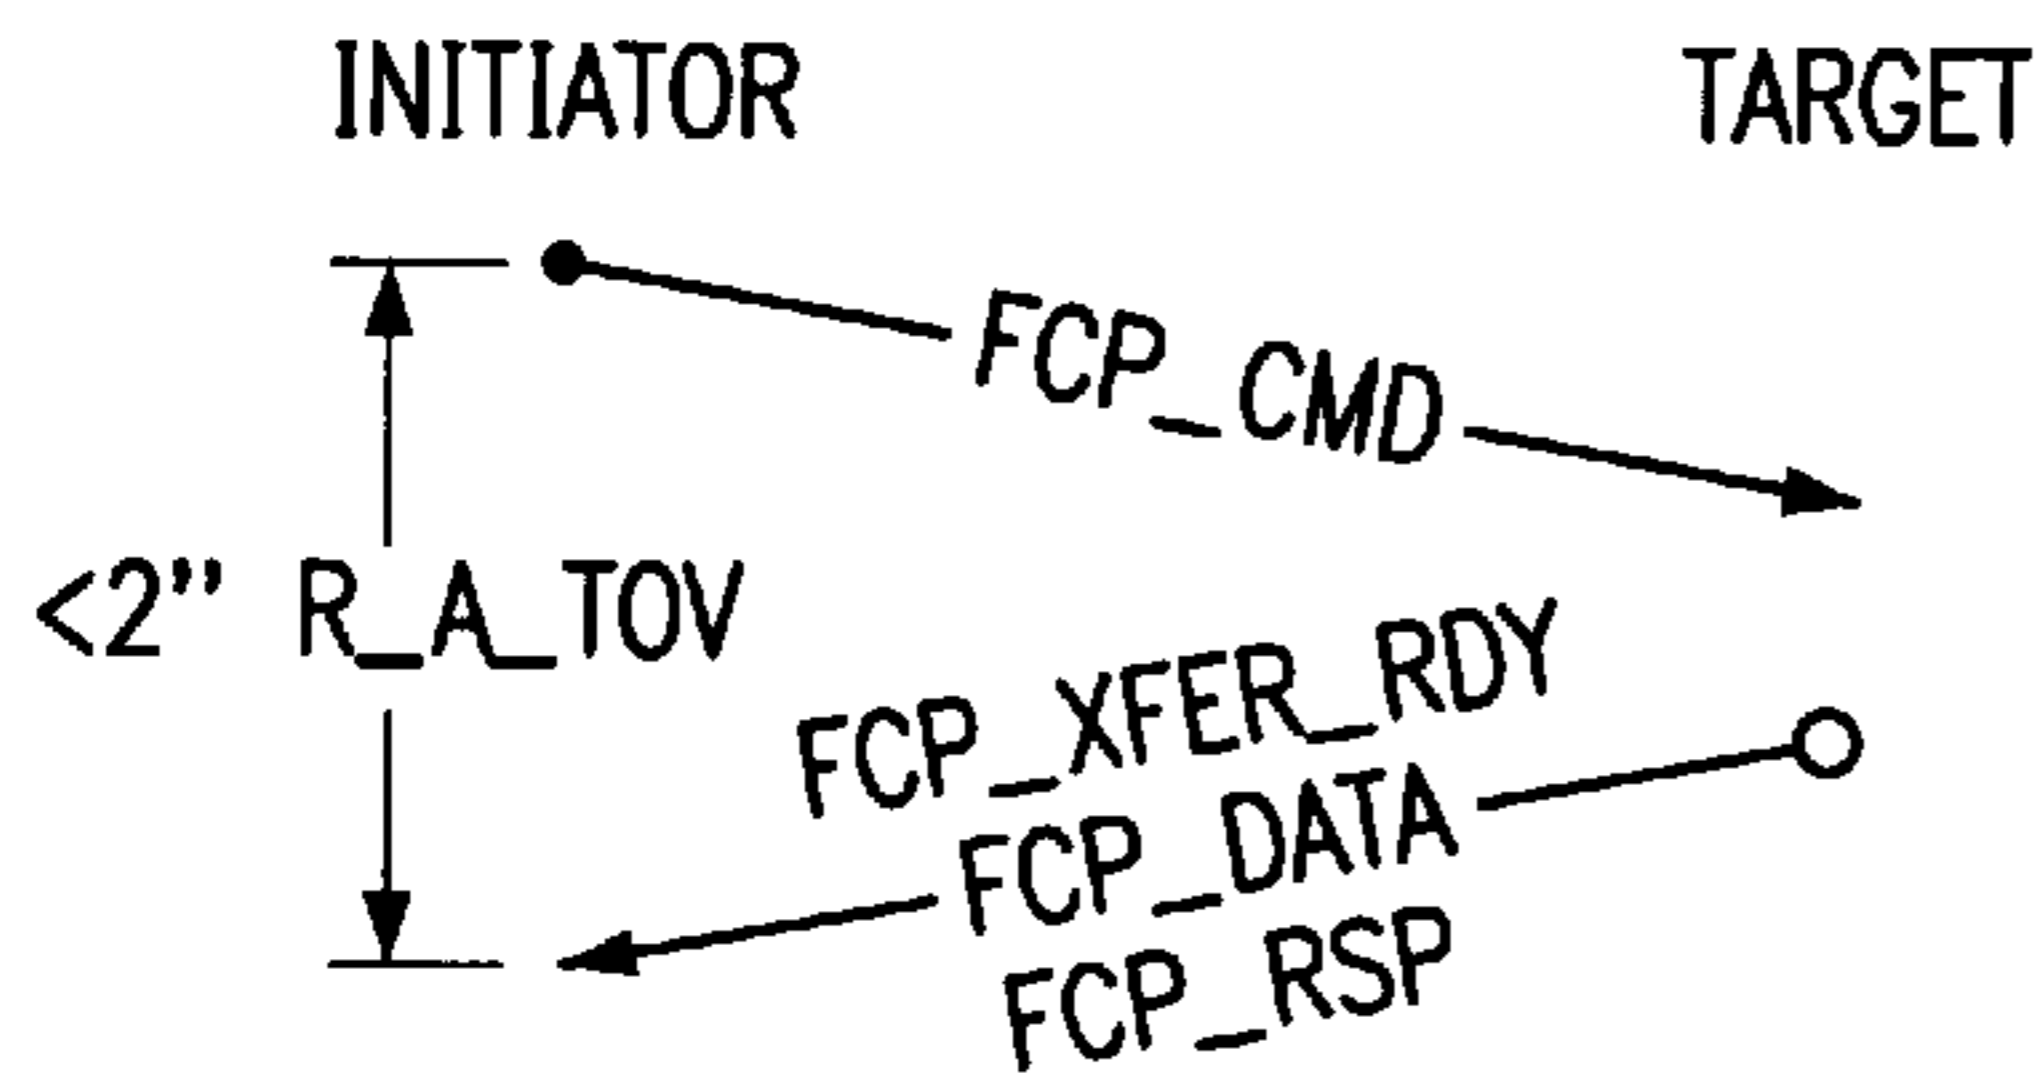 INITIATOR TARGET
FCP_CMD
<2” R_A_TOV
FCP_XFER_RDY
FCP_DATA
FCP_RSP